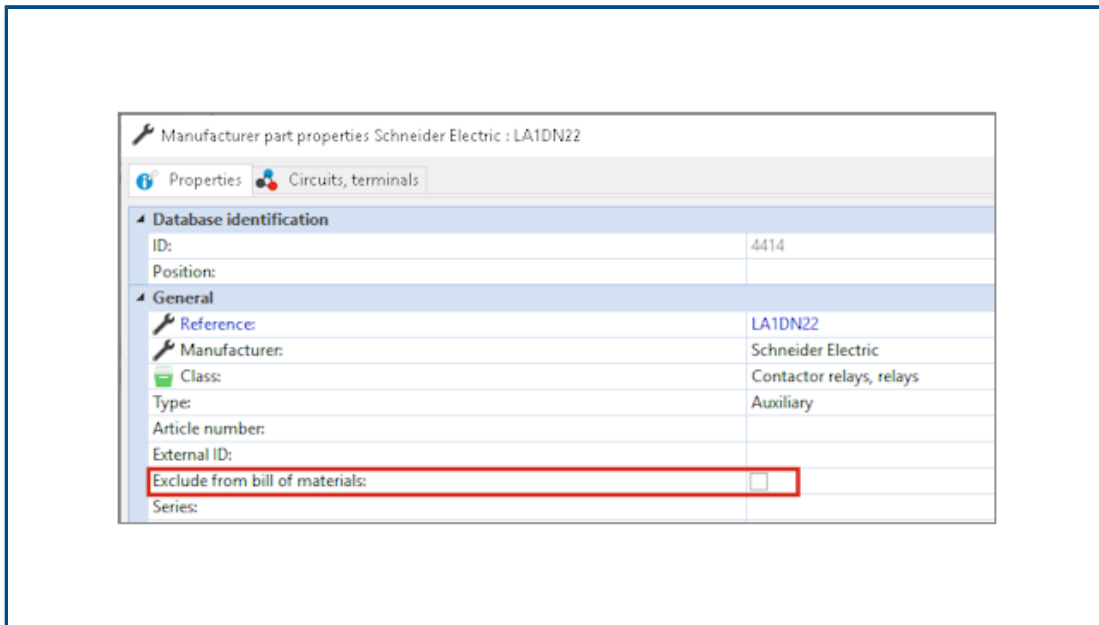 Manufacturer part properties Schneider Electric : LA1DN22
Properties Circuits, terminals
Database identification
ID: 4414
Position:
General
Reference: LA1DN22
Manufacturer: Schneider Electric
Class: Contactor relays, relays
Type: Auxiliary
Article number:
External ID:
Exclude from bill of materials:
Series: